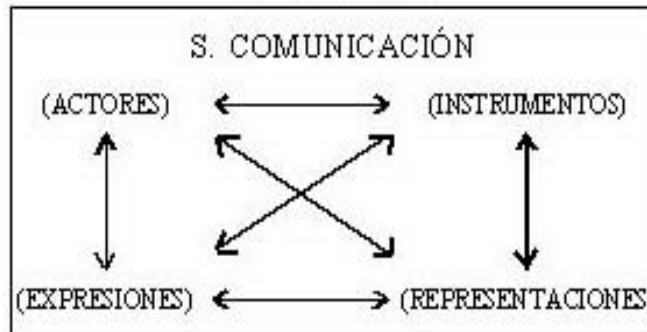 S. COMUNICACIÓN
(ACTORES) (INSTRUMENTOS)
(EXPRESIONES) (REPRESENTACIONES